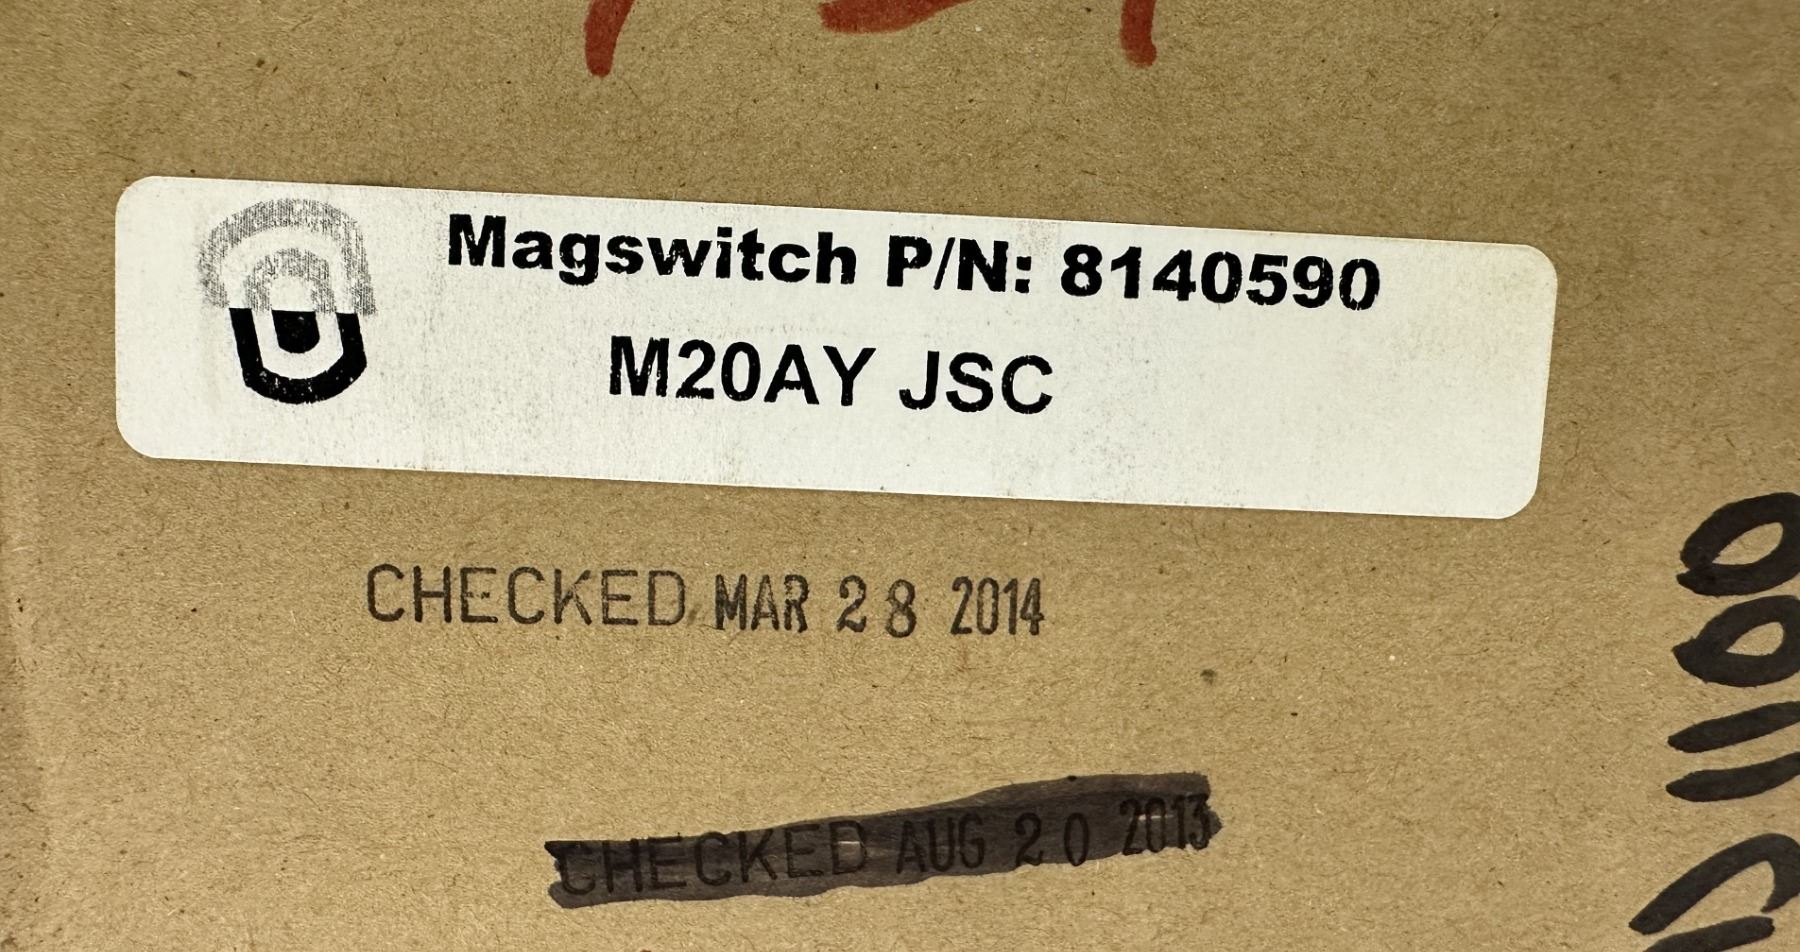 Magswitch P/N: 8140590
M20AY JSC
CHECKED MAR 28 2014
CHECKED AUG 20 2013